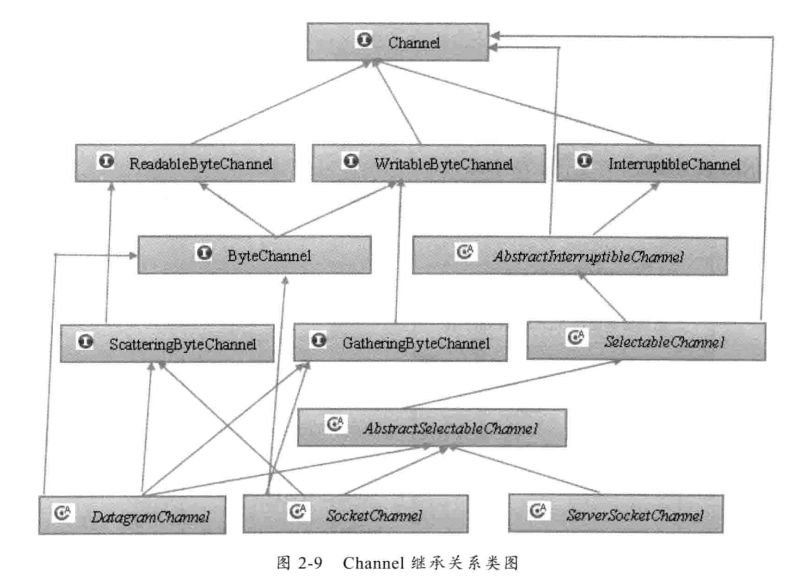 Channel
ReadableByteChannel
WritableByteChannel
InterruptibleChannel
ByteChannel
AbstractInterruptibleChannel
ScatteringByteChannel
GatheringByteChannel
SelectableChannel
AbstractSelectableChannel
DatagramChannel
SocketChannel
ServerSocketChannel
图 2-9 Channel 继承关系类图